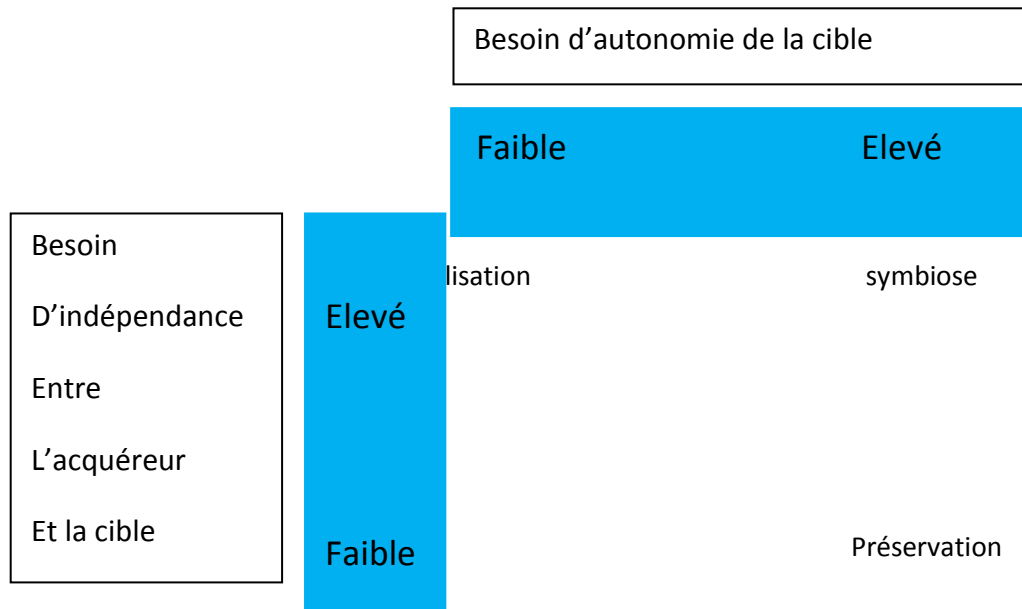 Besoin d’autonomie de la cible
Faible Elevé
Besoin
D’indépendance
Entre
L’acquéreur
Et la cible
Elevé
lisation symbiose
Faible
Préservation